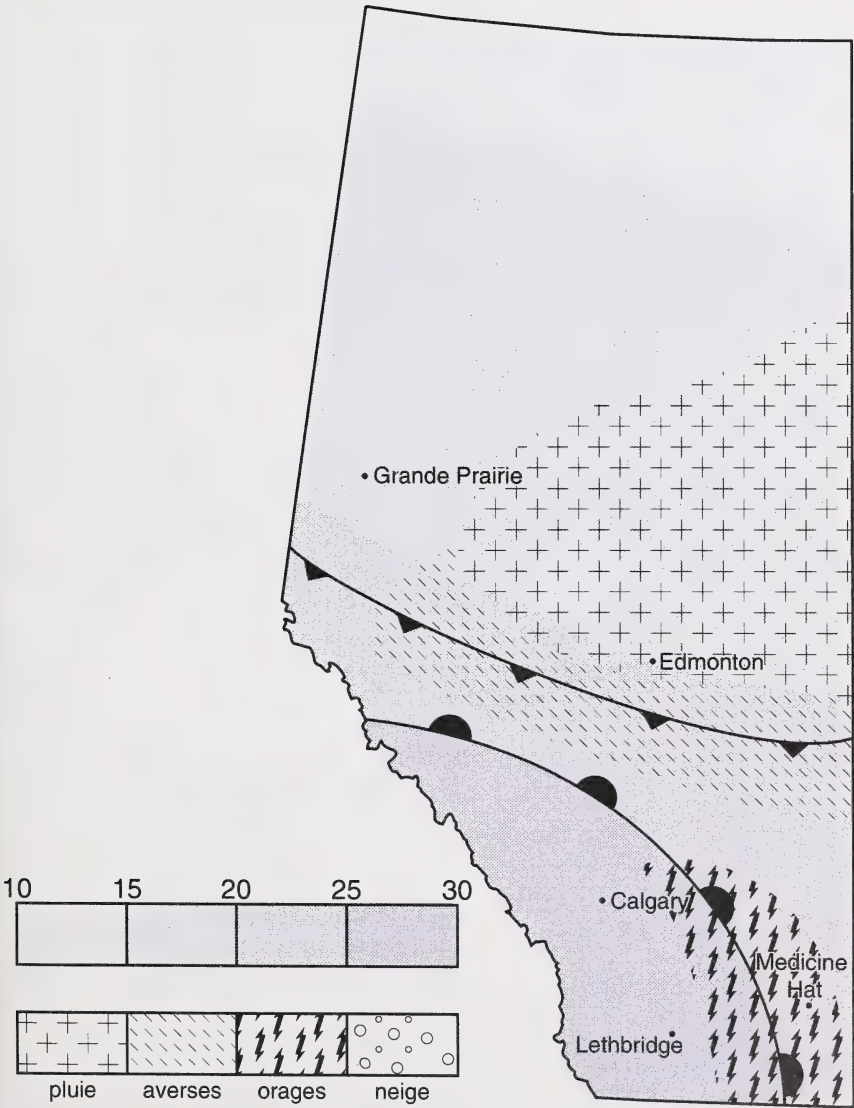 Grande Prairie
Edmonton
10 15 20 25 30
Calgary
Medicine
Hat
Lethbridge
pluie averses orages neige